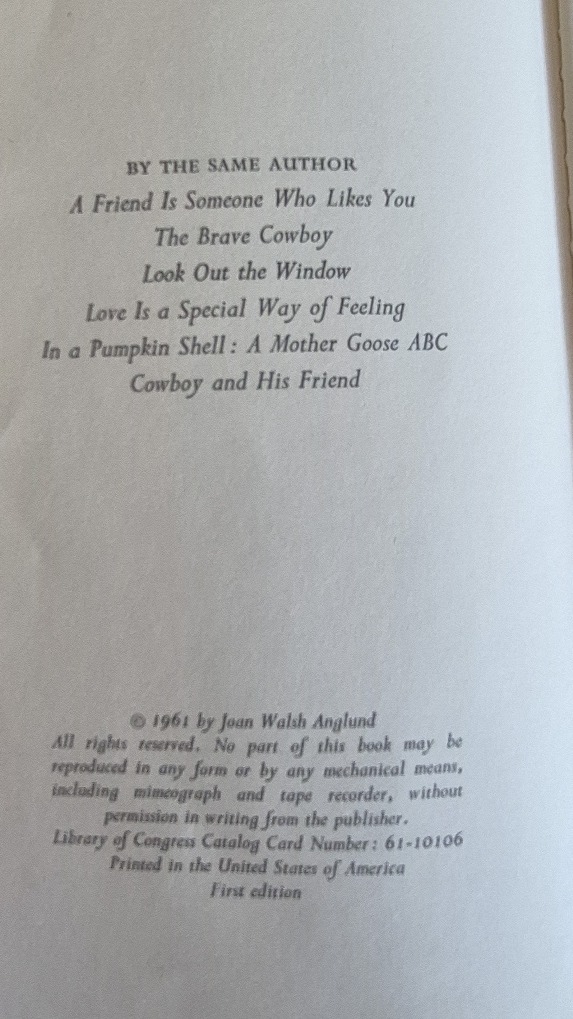 BY THE SAME AUTHOR
A Friend Is Someone Who Likes You
The Brave Cowboy
Look Out the Window
Love Is a Special Way of Feeling
In a Pumpkin Shell: A Mother Goose ABC
Cowboy and His Friend
© 1961 by Joan Walsh Anglund
All rights reserved. No part of this book may be
reproduced in any form or by any mechanical means,
including mimeograph and tape recorder, without
permission in writing from the publisher.
Library of Congress Catalog Card Number: 61-10106
Printed in the United States of America
First edition